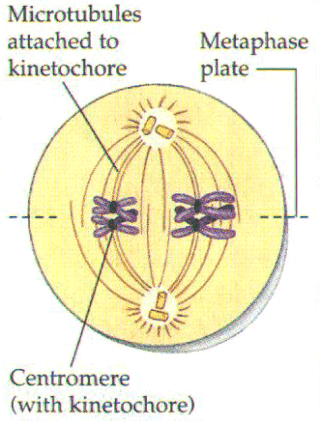 Microtubules
attached to
kinetochore
Metaphase
plate
Centromere
(with kinetochore)